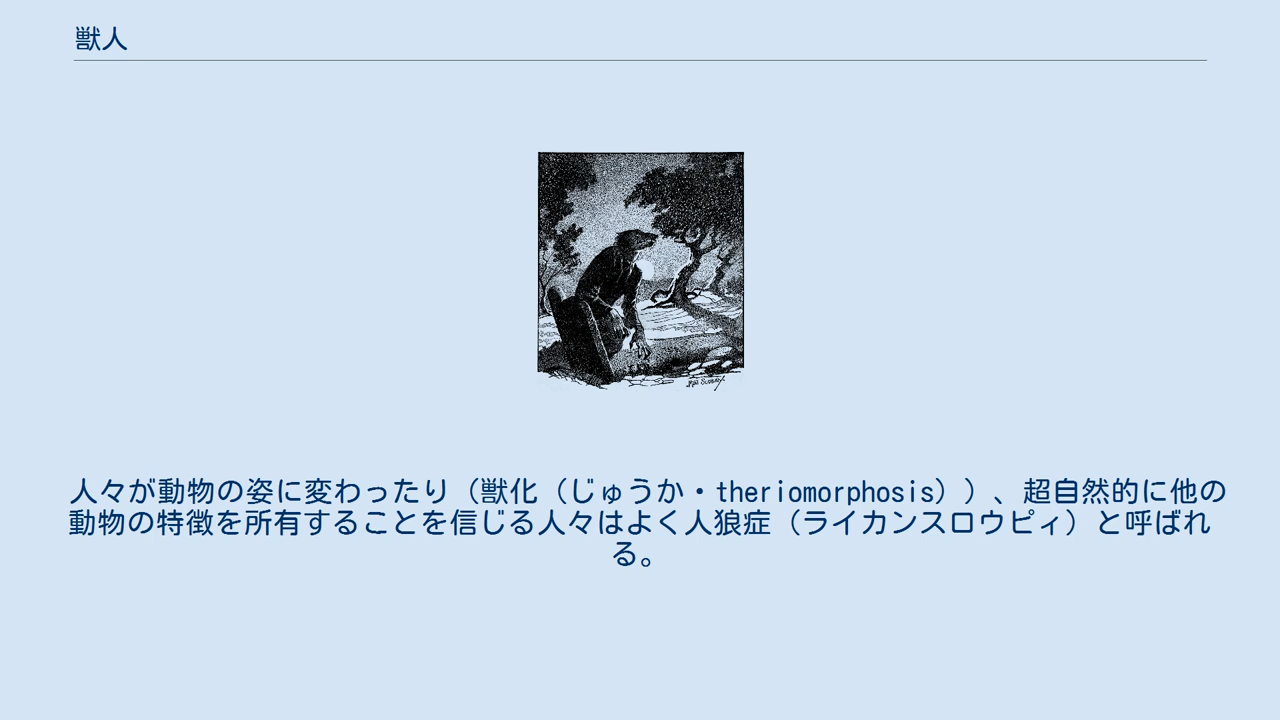 獣人
人々が動物の姿に変わったり（獣化（じゅうか・theriomorphosis））、超自然的に他の
動物の特徴を所有することを信じる人々はよく人狼症（ライカンスロウピィ）と呼ばれ
る。